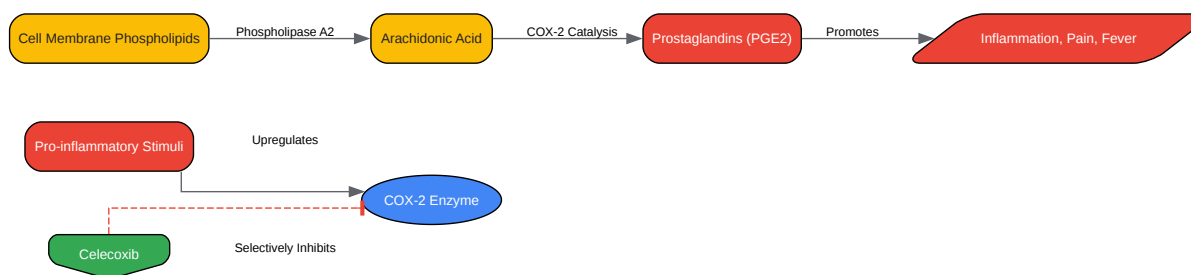 Cell Membrane Phospholipids
Phospholipase A2
Arachidonic Acid
COX-2 Catalysis
Prostaglandins (PGE2)
Promotes
Inflammation, Pain, Fever
Pro-inflammatory Stimuli
Upregulates
COX-2 Enzyme
Celecoxib
Selectively Inhibits